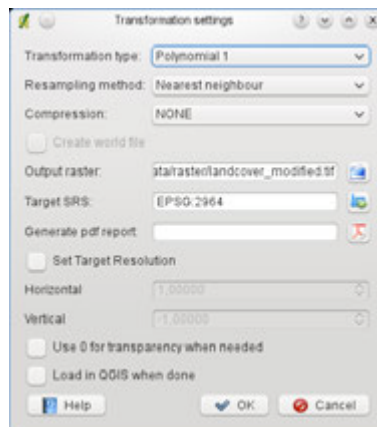 Transformation settings
Transformation type: Polynomial 1
Resampling method: Nearest neighbour
Compression: NONE
Create world file
Output raster: ata/raster/landcover_modified.tif
Target SRS: EPSG:2964
Generate pdf report
Set Target Resolution
Horizontal 1,00000
Vertical -1,00000
Use 0 for transparency when needed
Load in QGIS when done
Help OK Cancel